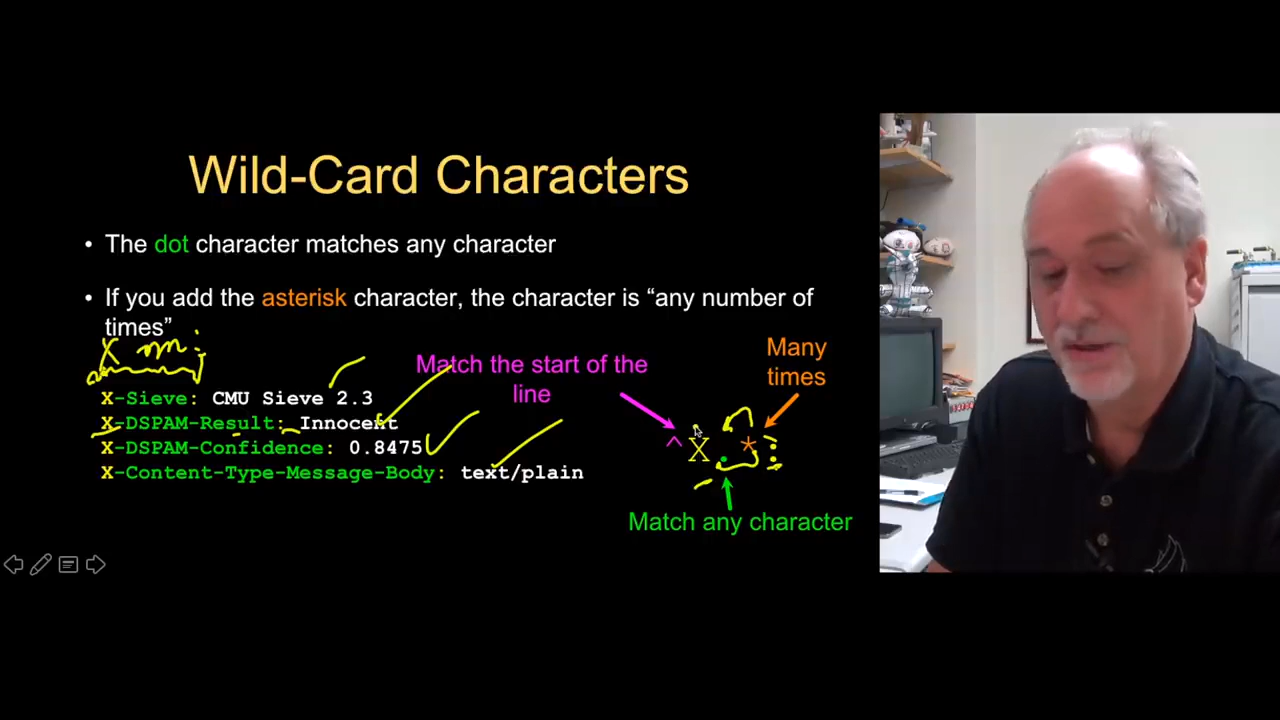 Wild-Card Characters
• The dot character matches any character
• If you add the asterisk character, the character is “any number of
times”
X
Match the start of the
line
Many
times
X-Sieve: CMU Sieve 2.3
X-DSPAM-Result: Innocent
X-DSPAM-Confidence: 0.8475
X-Content-Type-Message-Body: text/plain
^X.*:
Match any character